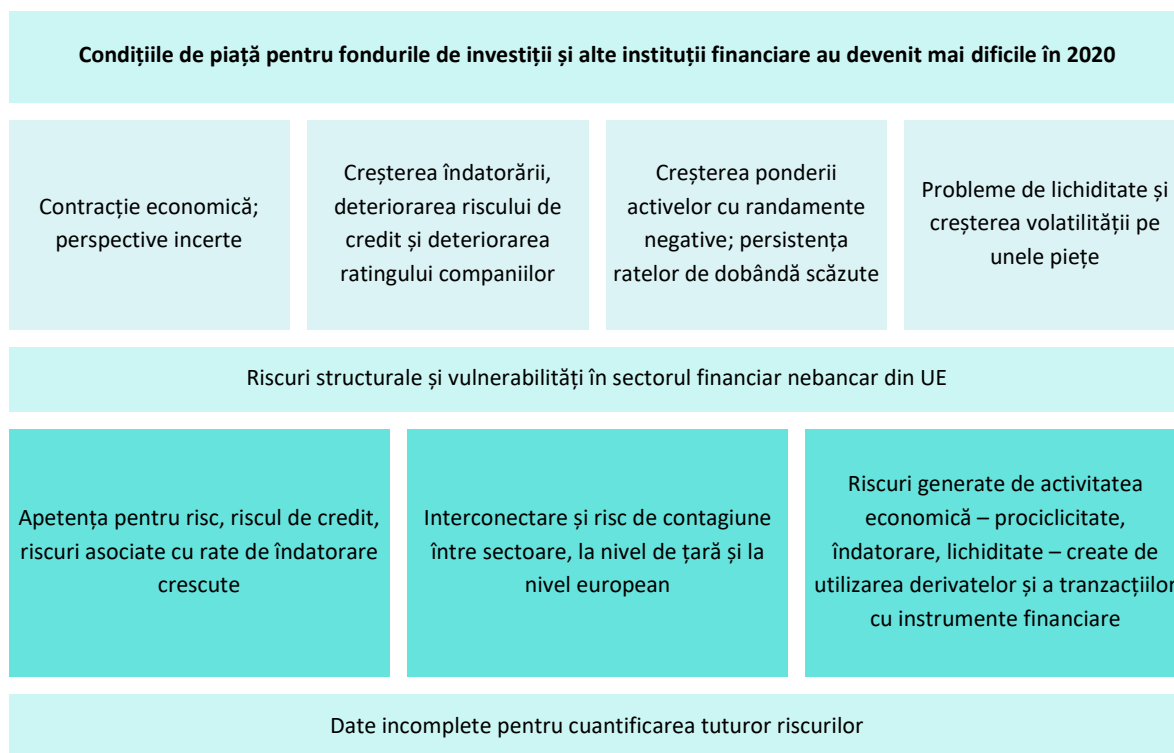 Condițiile de piață pentru fondurile de investiții și alte instituții financiare au devenit mai dificile în 2020
Contracție economică;
perspective incerte
Creșterea îndatorării,
deteriorarea riscului de
credit și deteriorarea
ratingului companiilor
Creșterea ponderii
activelor cu randamente
negative; persistența
ratelor de dobândă scăzute
Probleme de lichiditate și
creșterea volatilității pe
unele piețe
Riscuri structurale și vulnerabilități în sectorul financiar nebancar din UE
Apetența pentru risc, riscul de credit,
riscuri asociate cu rate de îndatorare
crescute
Interconectare și risc de contagiune
între sectoare, la nivel de țară și la
nivel european
Riscuri generate de activitatea
economică – prociclicitate,
îndatorare, lichiditate – create de
utilizarea derivatelor și a tranzacțiilor
cu instrumente financiare
Date incomplete pentru cuantificarea tuturor riscurilor